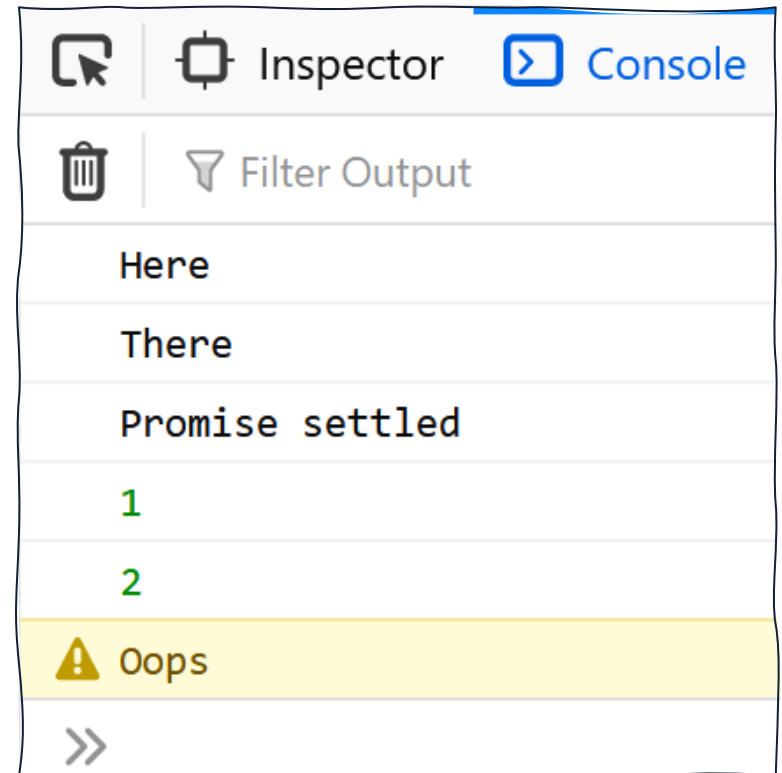 Inspector Console
Filter Output
Here
There
Promise settled
1
2
Oops